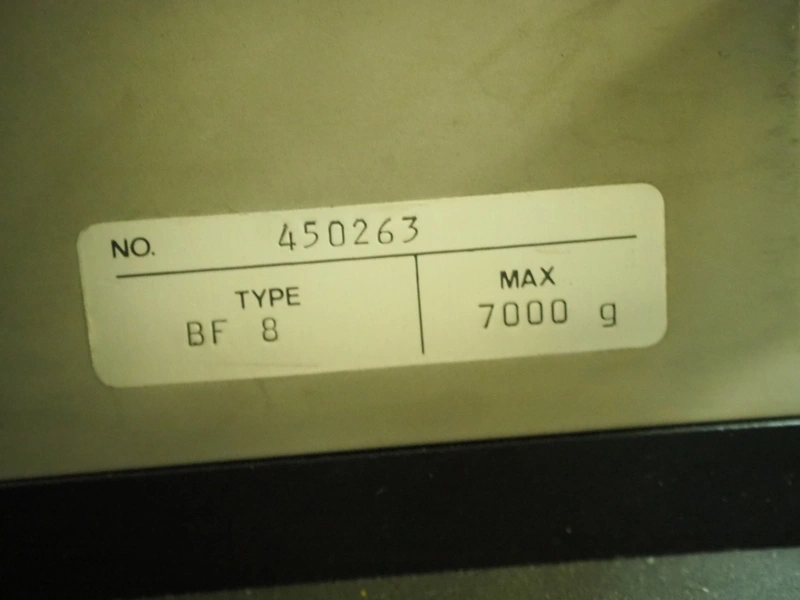 NO. 450263
TYPE MAX
BF 8 7000 g